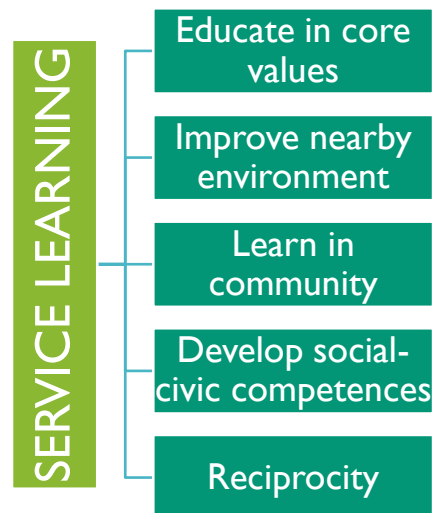 SERVICE LEARNING
Educate in core
values
Improve nearby
environment
Learn in
community
Develop social-
civic competences
Reciprocity